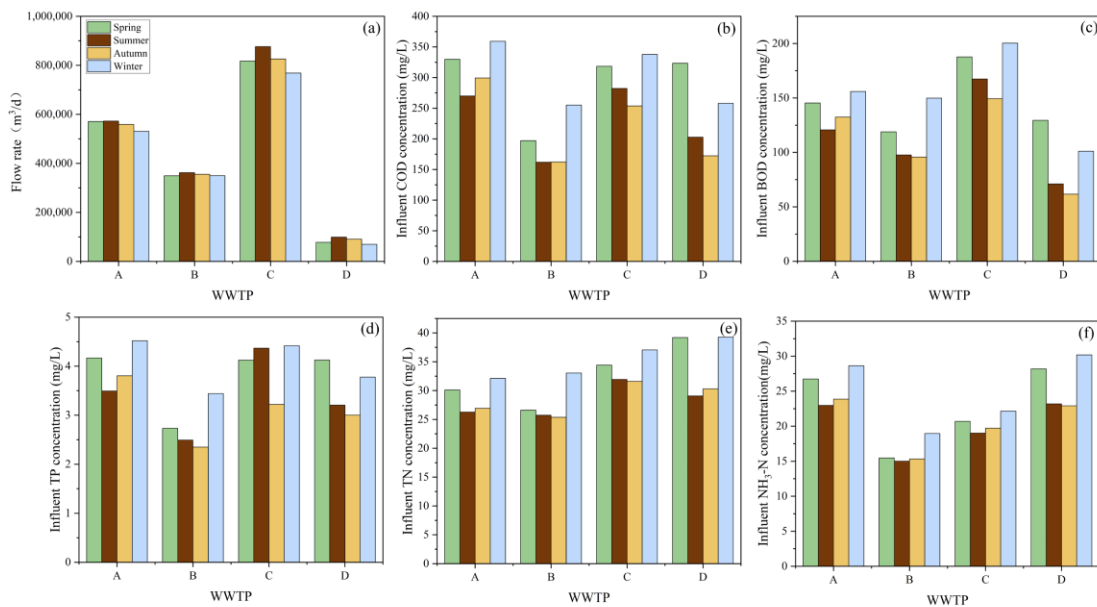 (a)
Spring
Summer
Autumn
Winter
1,000,000
800,000
600,000
400,000
200,000
0
Flow rate (m³/d)
A B C D
WWTP
(b)
400
350
300
250
200
150
100
50
0
Influent COD concentration (mg/L)
A B C D
WWTP
(c)
200
150
100
50
0
Influent BOD concentration (mg/L)
A B C D
WWTP
(d)
5
4
3
2
1
0
Influent TP concentration (mg/L)
A B C D
WWTP
(e)
40
35
30
25
20
15
10
5
0
Influent TN concentration (mg/L)
A B C D
WWTP
(f)
35
30
25
20
15
10
5
0
Influent NH₃-N concentration(mg/L)
A B C D
WWTP